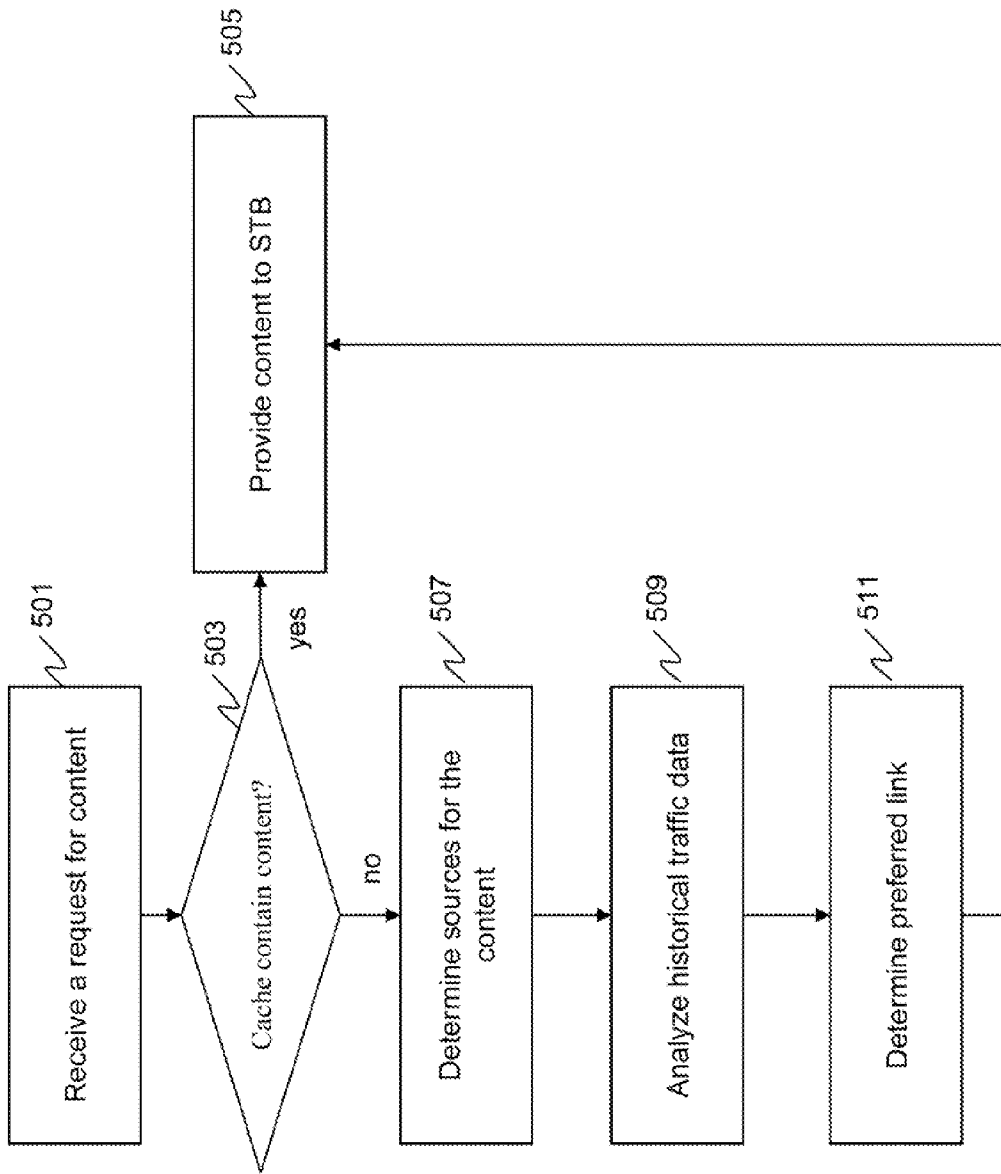 Receive a request for content
501
Cache contain content?
503
yes
Provide content to STB
505
no
Determine sources for the
content
507
Analyze historical traffic data
509
Determine preferred link
511